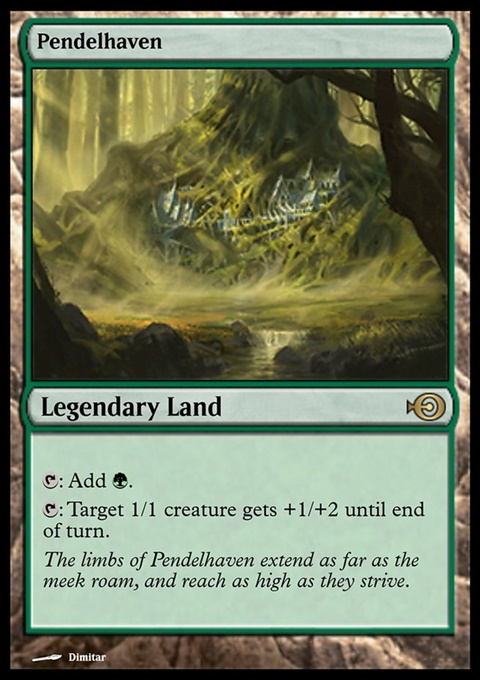 Pendelhaven
Legendary Land
: Add .
: Target 1/1 creature gets +1/+2 until end
of turn.
The limbs of Pendelhaven extend as far as the
meek roam, and reach as high as they strive.
Dimitar